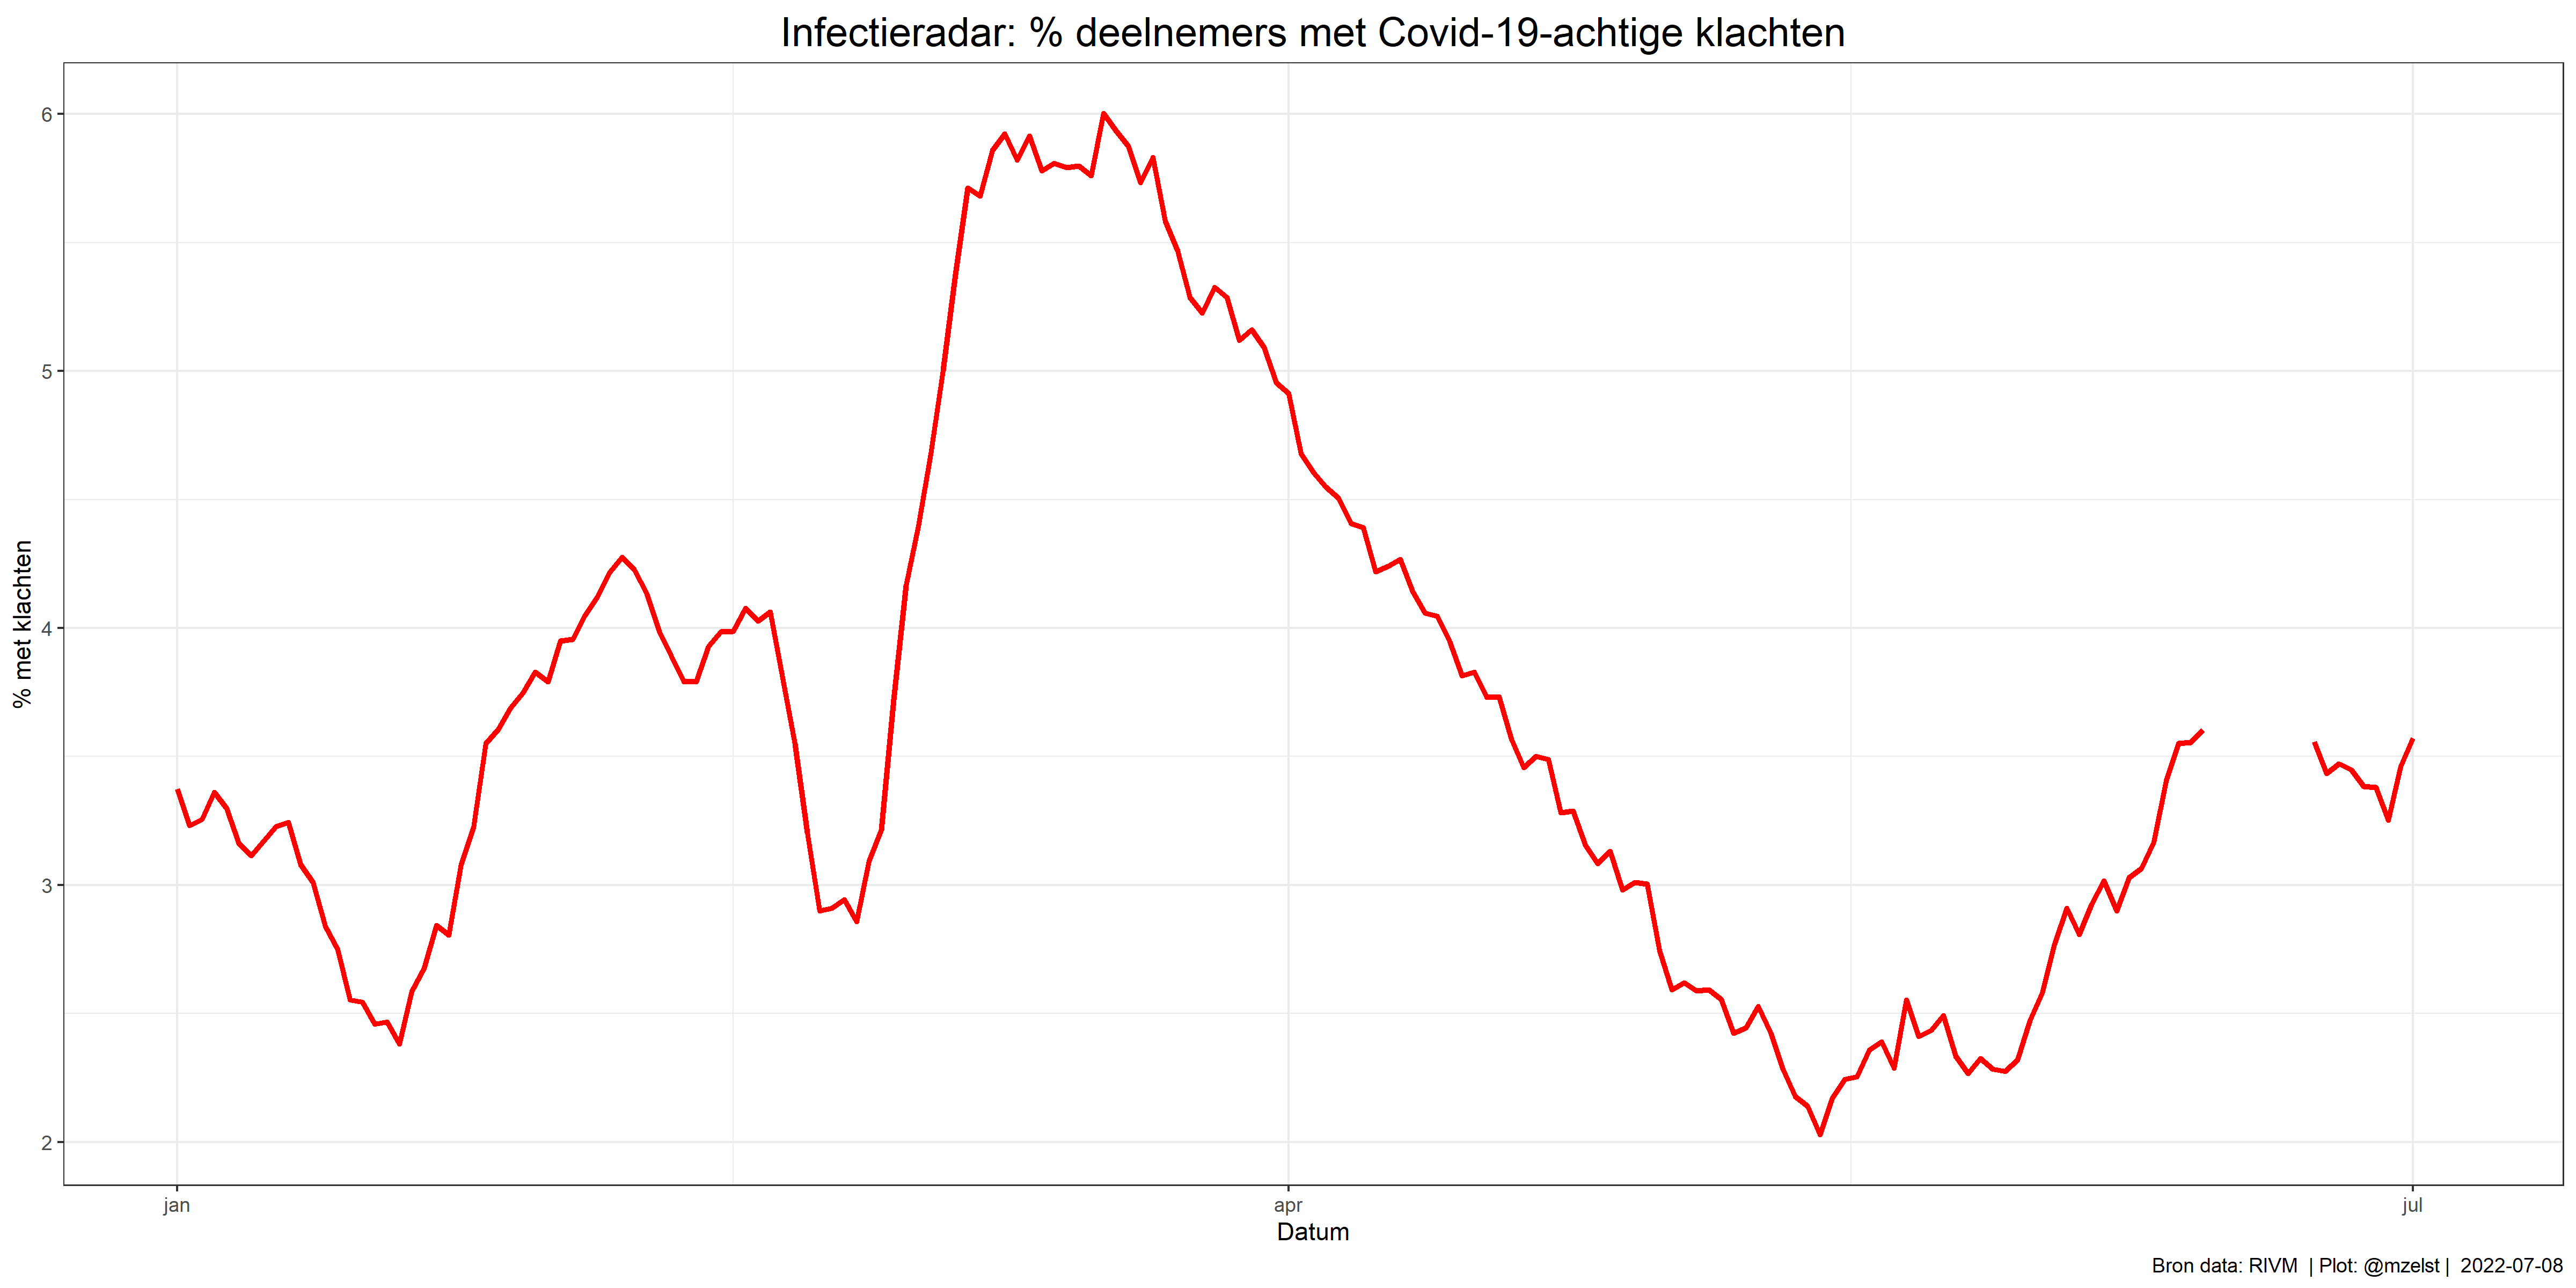 Infectieradar: % deelnemers met Covid-19-achtige klachten
% met klachten
6
5
4
3
2
jan apr jul
Datum
Bron data: RIVM | Plot: @mzelst | 2022-07-08